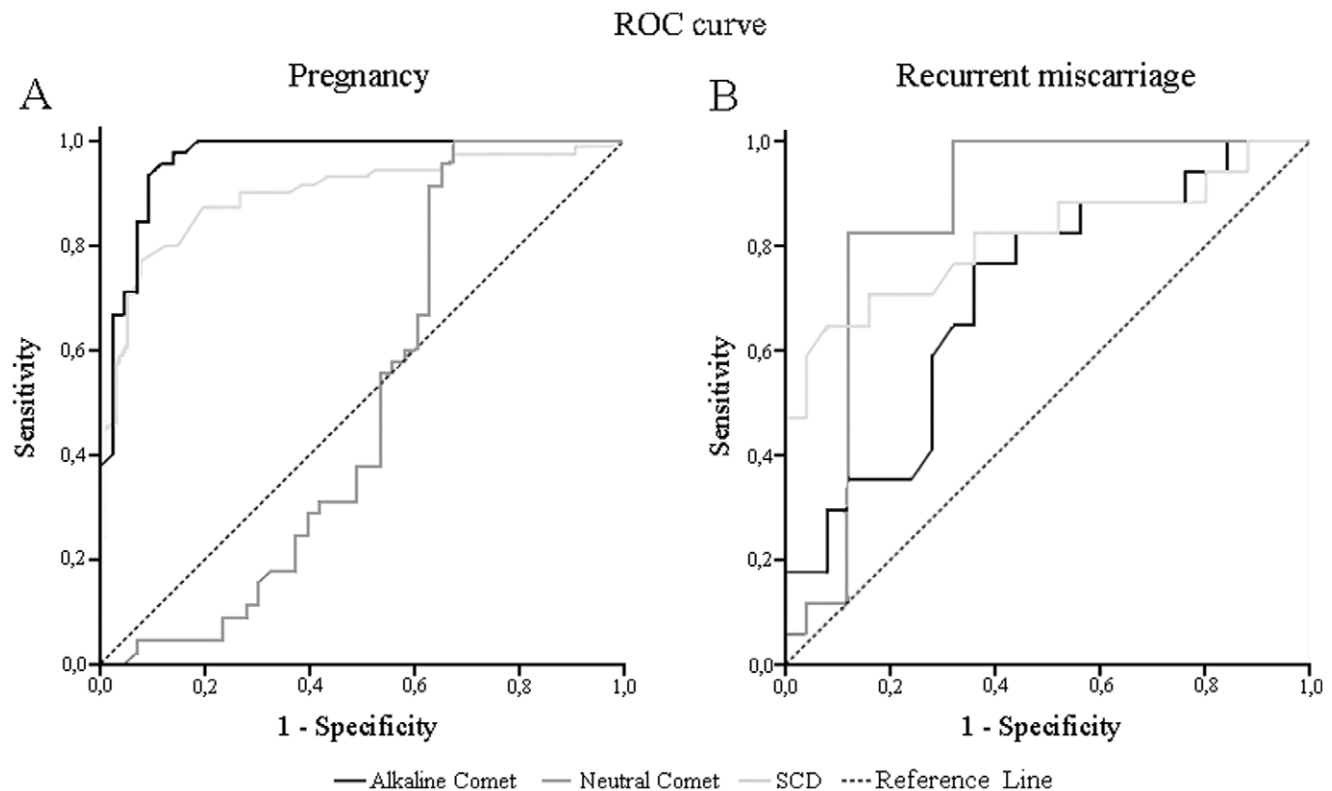 ROC curve
A
Pregnancy
Sensitivity
1,0
0,8
0,6
0,4
0,2
0,0
0,0 0,2 0,4 0,6 0,8 1,0
1 - Specificity
B
Recurrent miscarriage
Sensitivity
1,0
0,8
0,6
0,4
0,2
0,0
0,0 0,2 0,4 0,6 0,8 1,0
1 - Specificity
Alkaline Comet Neutral Comet SCD Reference Line